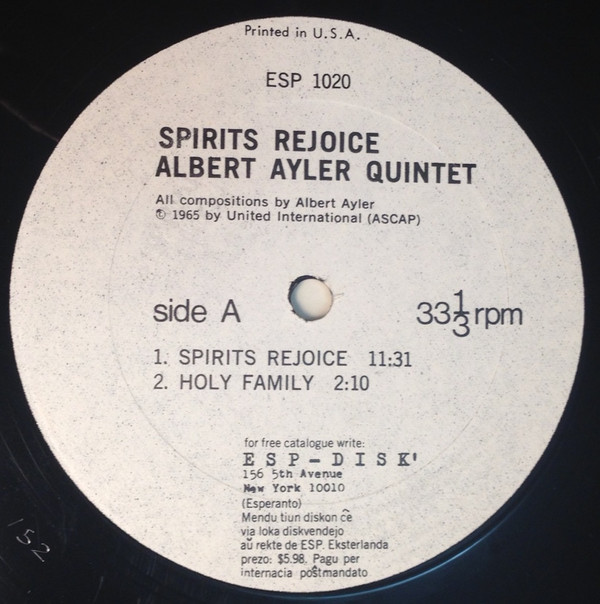 Printed in U.S.A.
ESP 1020
SPIRITS REJOICE
ALBERT AYLER QUINTET
All compositions by Albert Ayler
© 1965 by United International (ASCAP)
side A
33 1/3 rpm
1. SPIRITS REJOICE 11:31
2. HOLY FAMILY 2:10
for free catalogue write:
ESP-DISK'
156 5th Avenue
New York 10010
(Esperanto)
Mendu tiun diskon ĉe
via loka diskvendejo
aŭ rekte de ESP. Eksterlanda
prezo: $5.98. Pagu per
internacia poŝtmandato
152